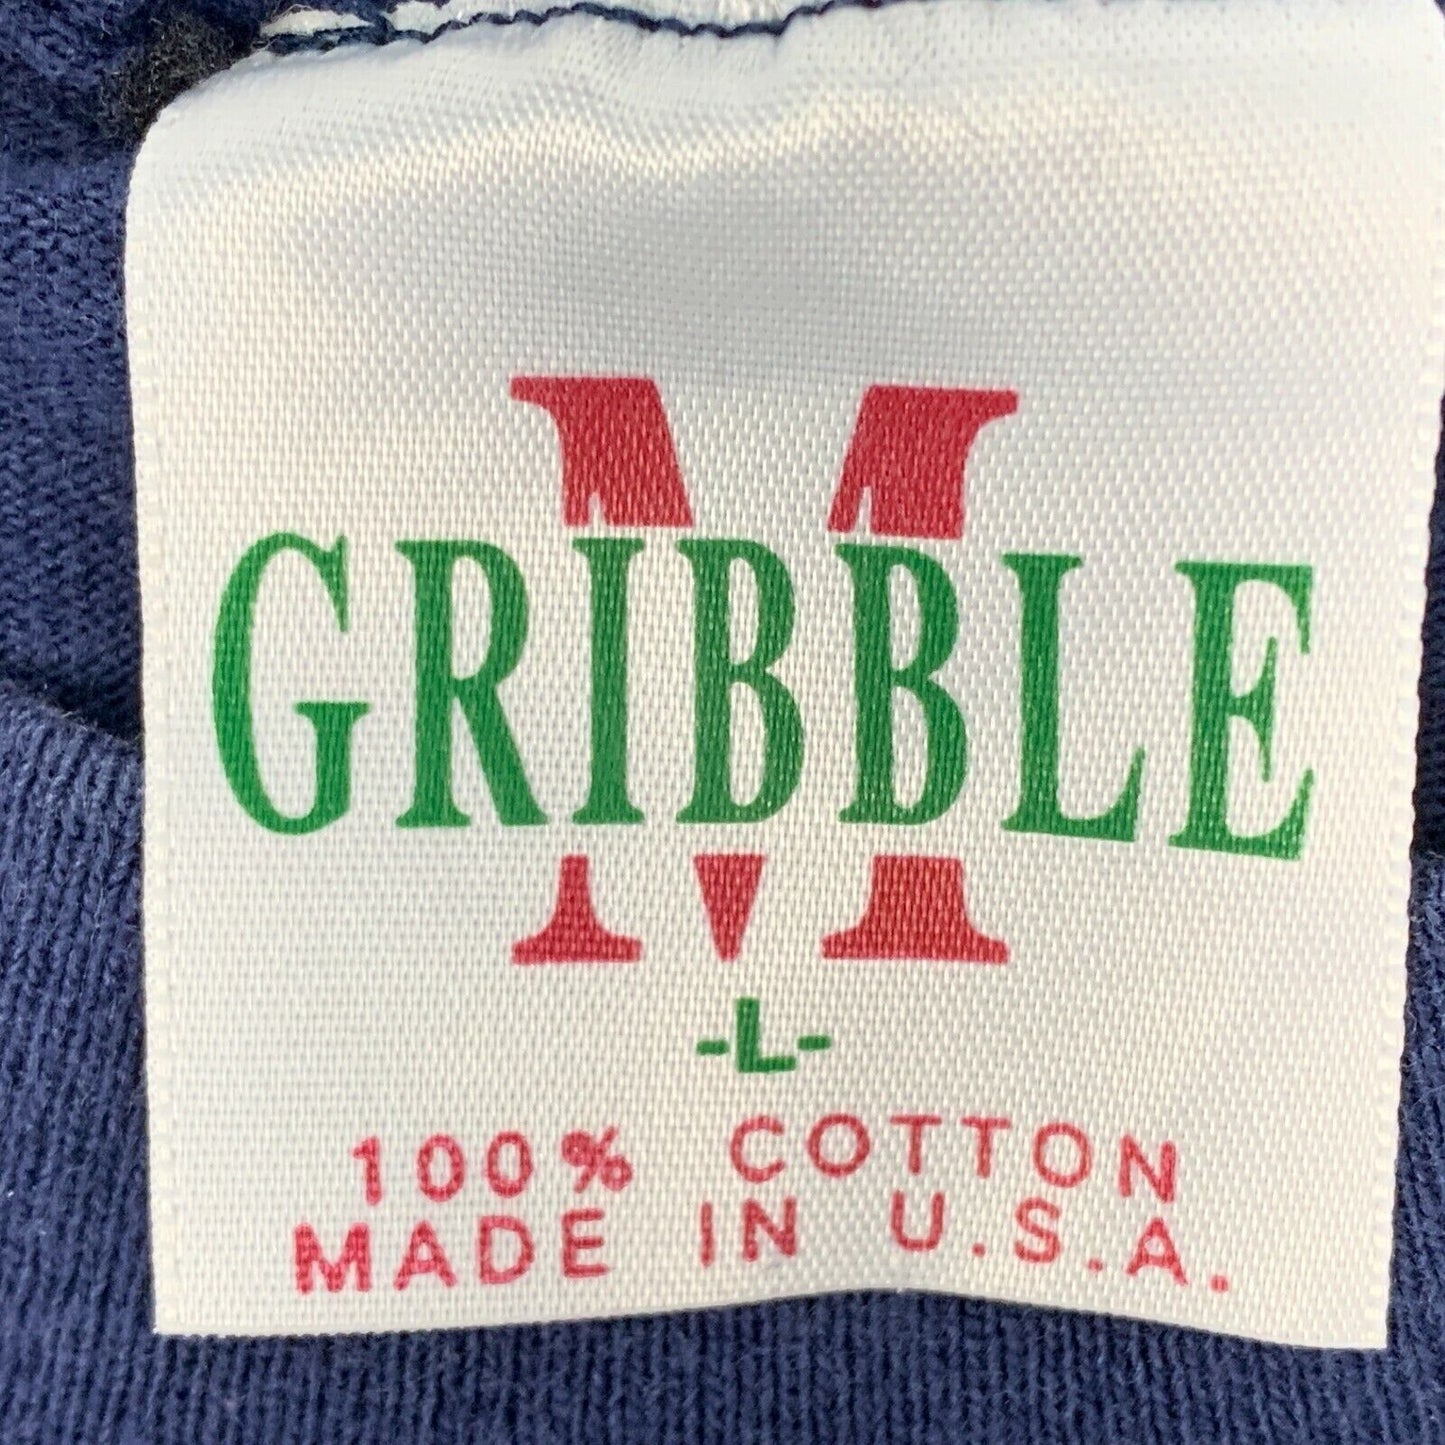 M
GRIBBLE
-L-
100% COTTON
MADE IN U.S.A.